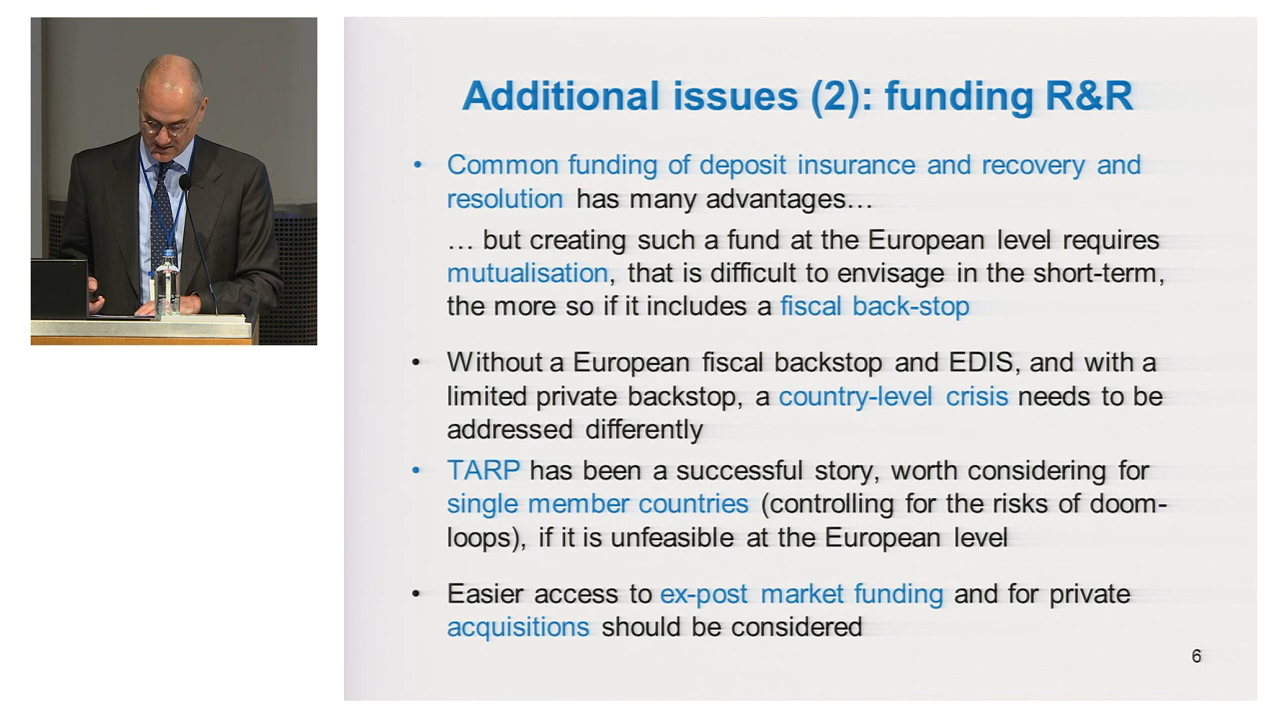 Additional issues (2): funding R&R
• Common funding of deposit insurance and recovery and
resolution has many advantages…
… but creating such a fund at the European level requires
mutualisation, that is difficult to envisage in the short-term,
the more so if it includes a fiscal back-stop
• Without a European fiscal backstop and EDIS, and with a
limited private backstop, a country-level crisis needs to be
addressed differently
• TARP has been a successful story, worth considering for
single member countries (controlling for the risks of doom-
loops), if it is unfeasible at the European level
• Easier access to ex-post market funding and for private
acquisitions should be considered
6